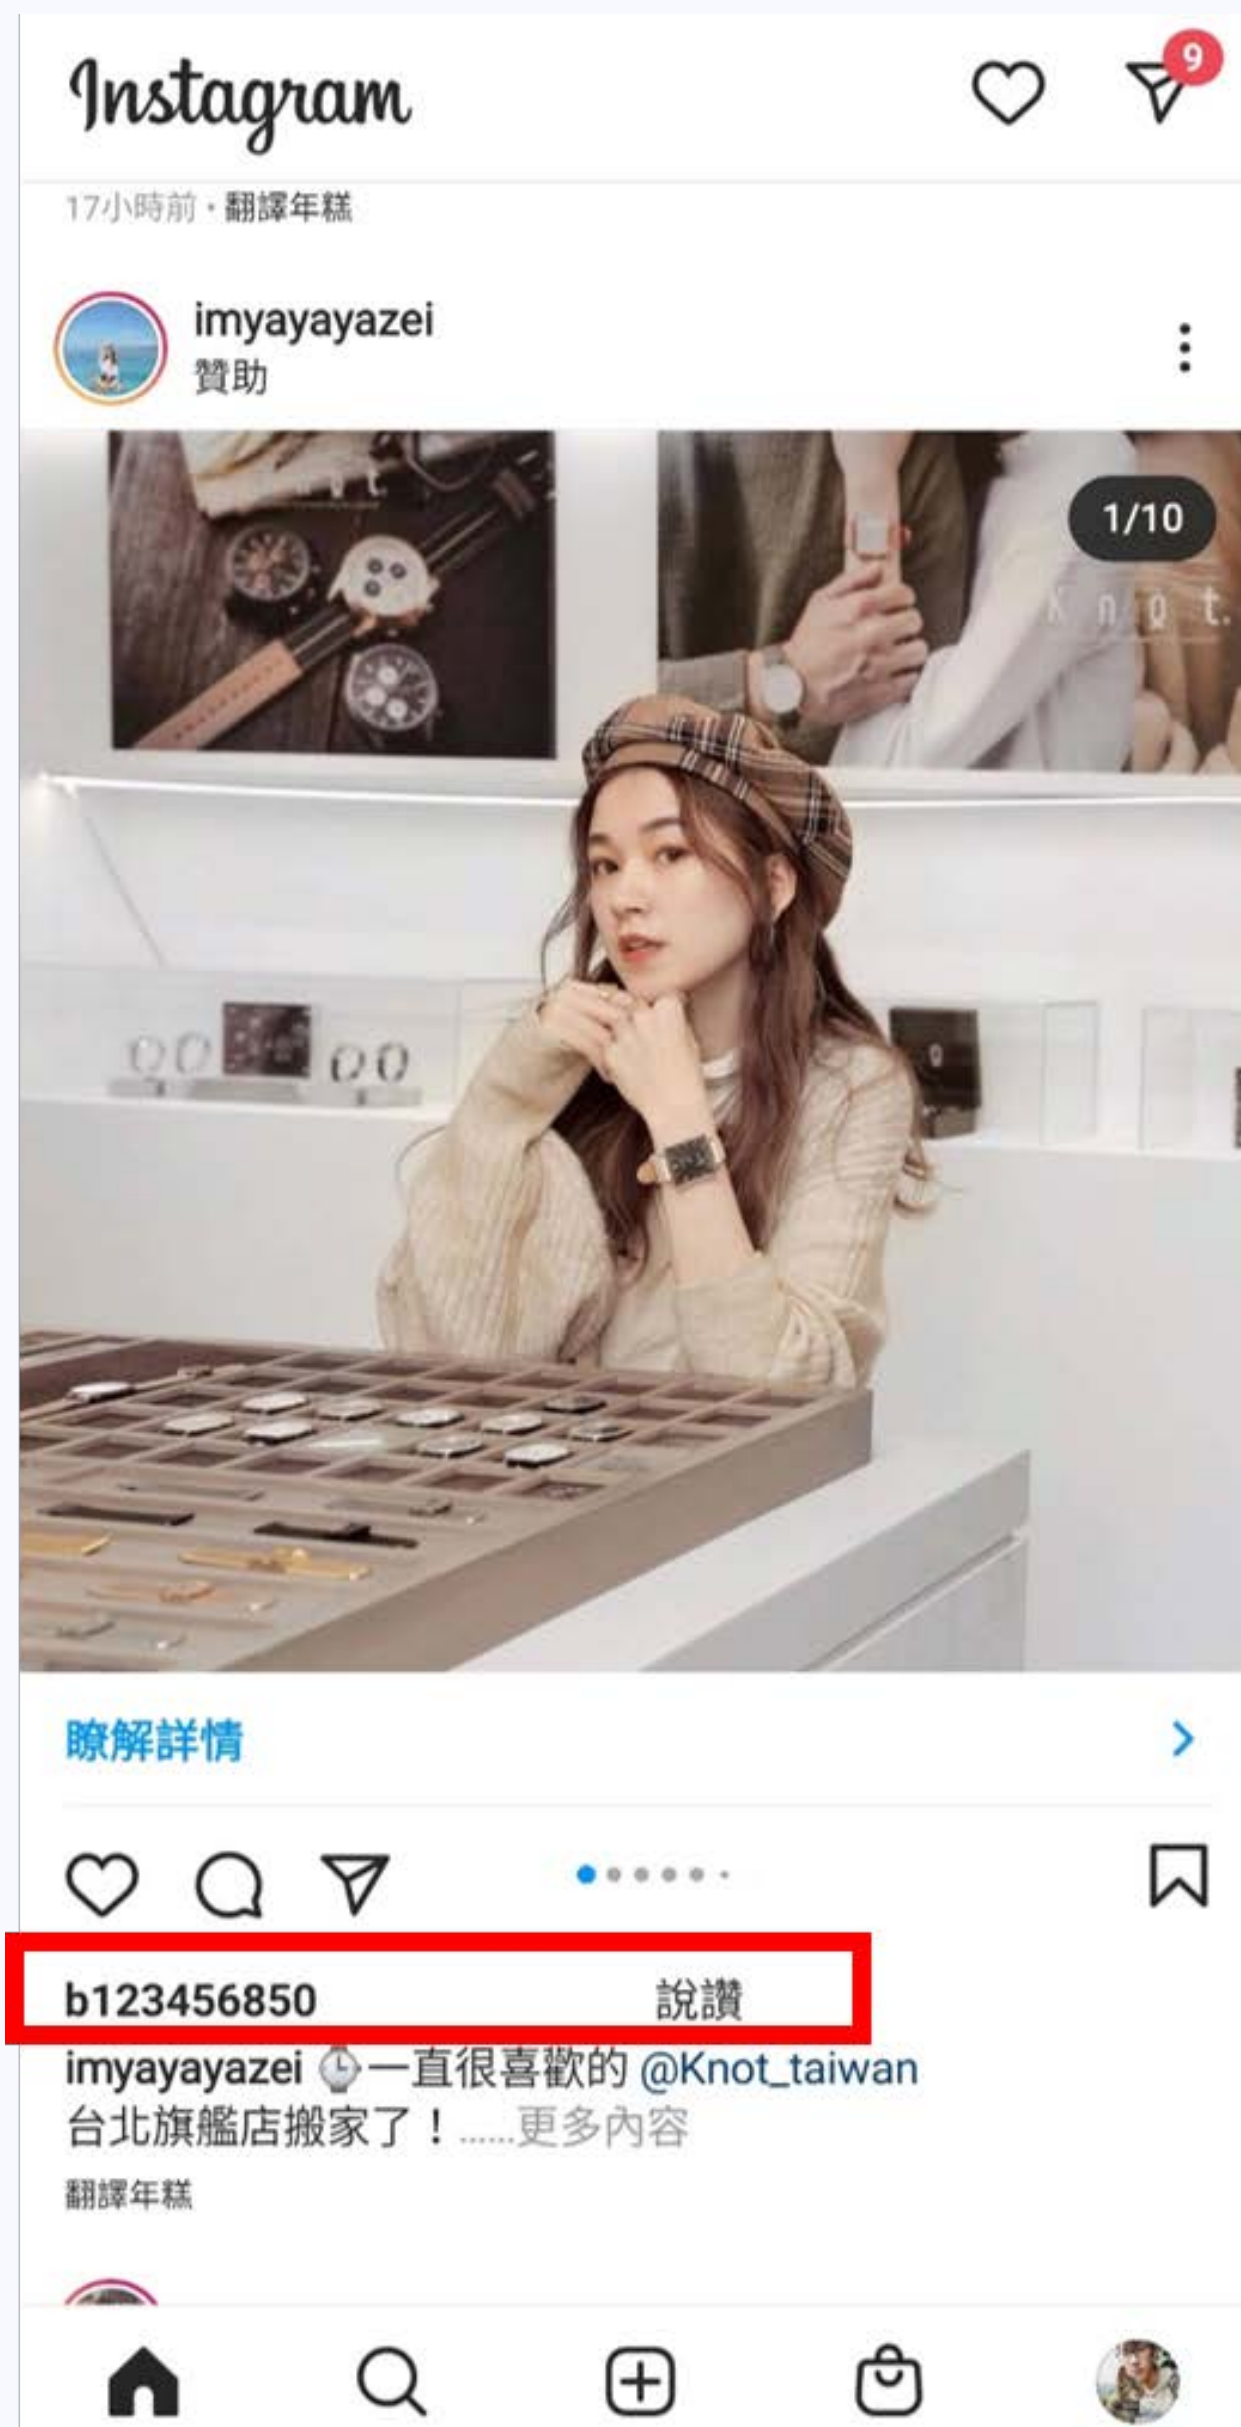 Instagram
9
17小時前・翻譯年糕
imyayayazei
贊助
1/10
Knot.
瞭解詳情
b123456850 說讚
imyayayazei ⌚一直很喜歡的 @Knot_taiwan
台北旗艦店搬家了！......更多內容
翻譯年糕